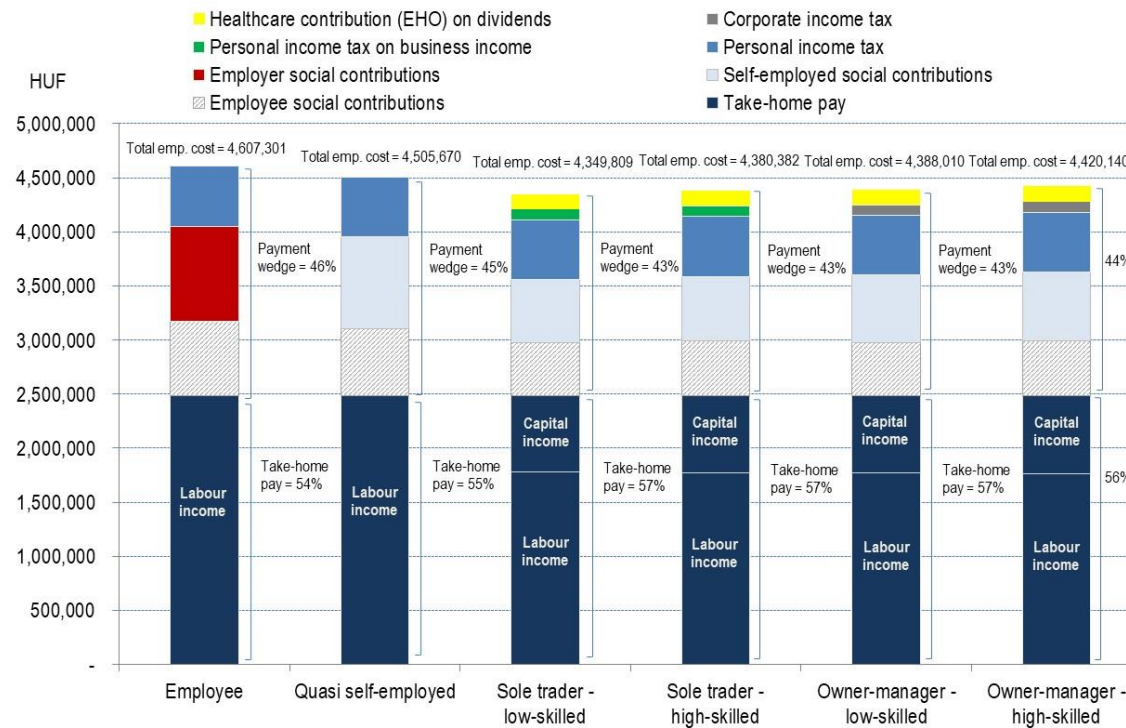 Healthcare contribution (EHO) on dividends
Corporate income tax
Personal income tax on business income
Personal income tax
Employer social contributions
Self-employed social contributions
Employee social contributions
Take-home pay
HUF
5,000,000
4,500,000
4,000,000
3,500,000
3,000,000
2,500,000
2,000,000
1,500,000
1,000,000
500,000
-
Total emp. cost = 4,607,301
Total emp. cost = 4,505,670
Total emp. cost = 4,349,809
Total emp. cost = 4,380,382
Total emp. cost = 4,388,010
Total emp. cost = 4,420,140
Payment
wedge = 46%
Payment
wedge = 45%
Payment
wedge = 43%
Payment
wedge = 43%
Payment
wedge = 43%
44%
Capital
income
Capital
income
Capital
income
Capital
income
Labour
income
Take-home
pay = 54%
Labour
income
Take-home
pay = 55%
Labour
income
Take-home
pay = 57%
Labour
income
Take-home
pay = 57%
Labour
income
Take-home
pay = 57%
Labour
income
56%
Employee
Quasi self-employed
Sole trader -
low-skilled
Sole trader -
high-skilled
Owner-manager -
low-skilled
Owner-manager -
high-skilled